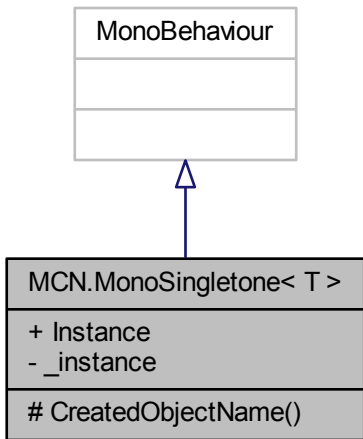 MonoBehaviour
MCN.MonoSingletone< T >
+ Instance
- _instance
# CreatedObjectName()